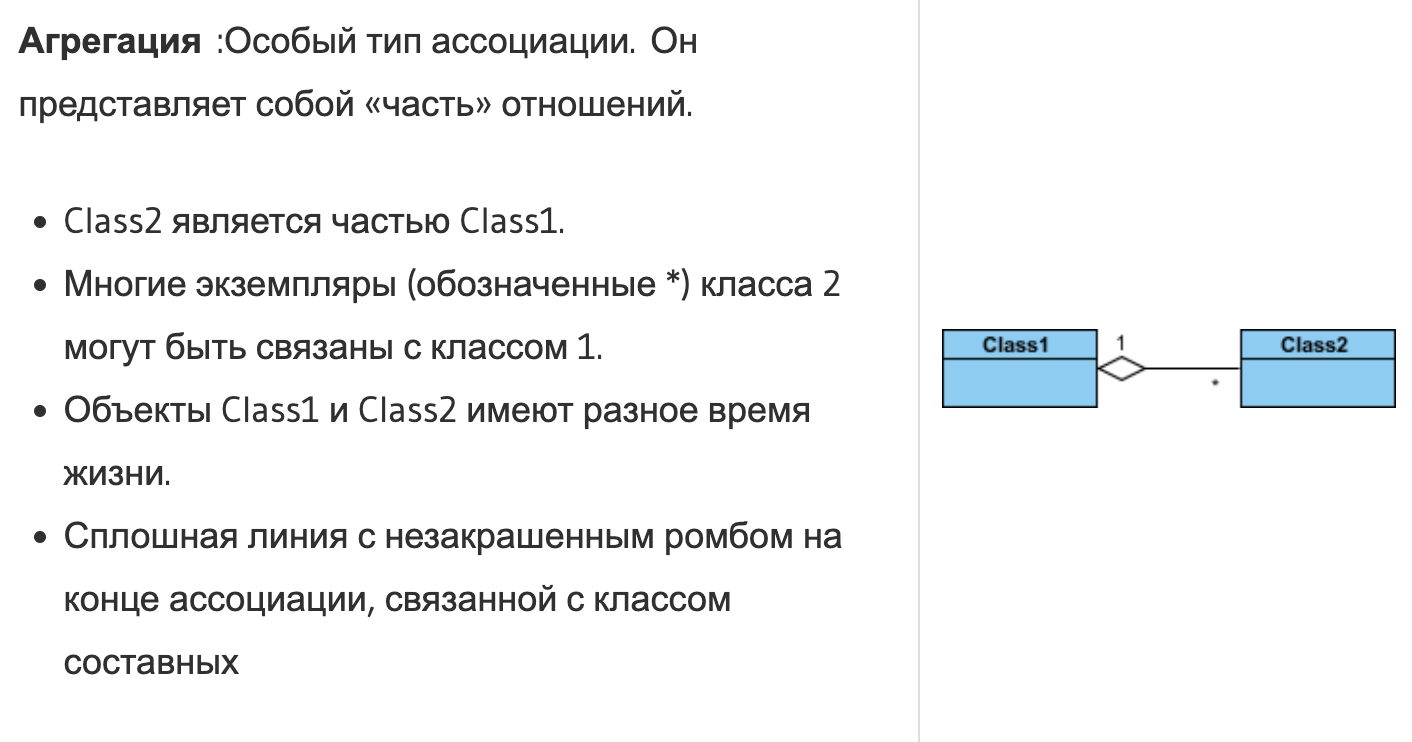 Агрегация :Особый тип ассоциации. Он
представляет собой «часть» отношений.
• Class2 является частью Class1.
• Многие экземпляры (обозначенные *) класса 2
могут быть связаны с классом 1.
• Объекты Class1 и Class2 имеют разное время
жизни.
• Сплошная линия с незакрашенным ромбом на
конце ассоциации, связанной с классом
составных
Class1
1
*
Class2